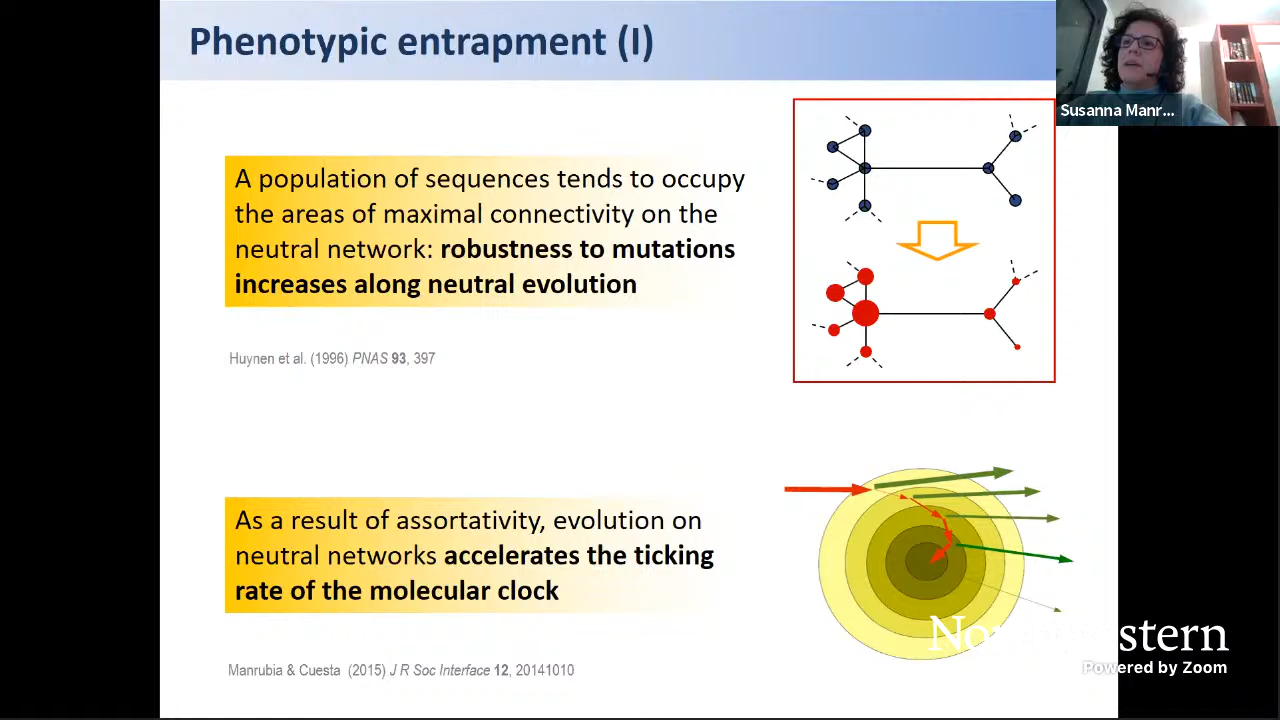 Phenotypic entrapment (I)
Susanna Manr...
A population of sequences tends to occupy
the areas of maximal connectivity on the
neutral network: robustness to mutations
increases along neutral evolution
Huynen et al. (1996) PNAS 93, 397
As a result of assortativity, evolution on
neutral networks accelerates the ticking
rate of the molecular clock
Manrubia & Cuesta (2015) J R Soc Interface 12, 20141010
Powered by Zoom